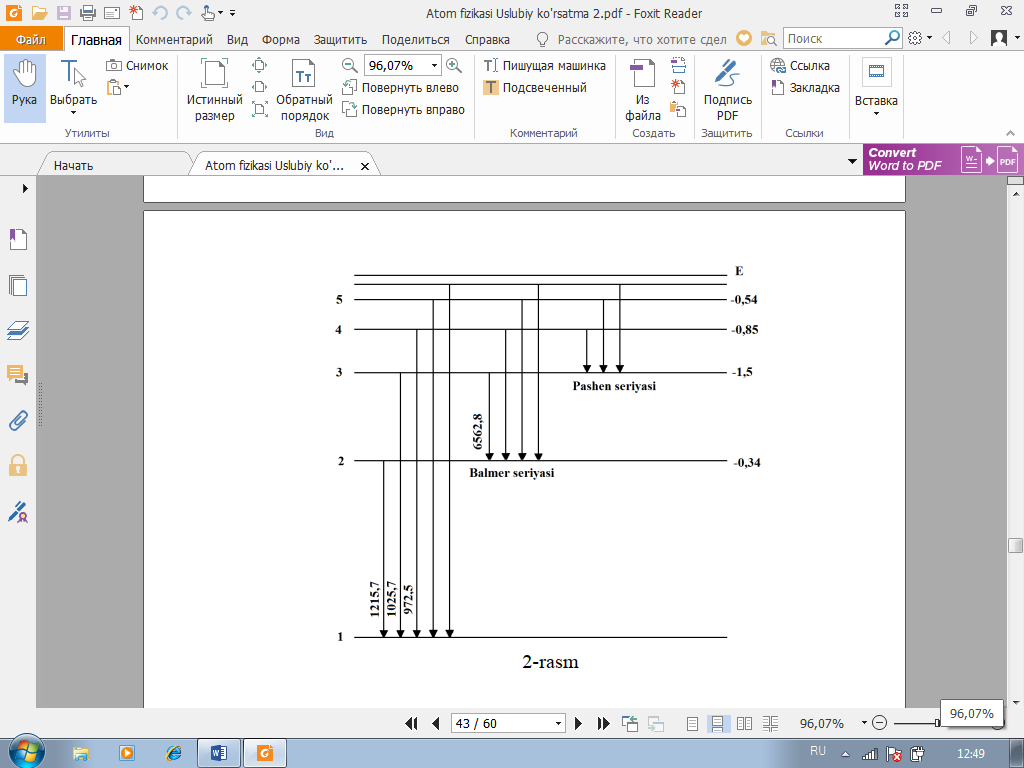 Atom fizikasi Uslubiy ko'rsatma 2.pdf - Foxit Reader
Файл Главная Комментарий Вид Форма Защитить Поделиться Справка Расскажите, что хотите сдел Поиск
Рука
Выбрать
Снимок
Утилиты
Истинный размер
Обратный порядок
96,07%
Повернуть влево
Повернуть вправо
Вид
Пишущая машинка
Подсвеченный
Комментарий
Из файла
Создать
Подпись PDF
Защитить
Ссылка
Закладка
Ссылки
Вставка
Начать
Atom fizikasi Uslubiy ko'...
Convert
Word to PDF
W
PDF
E
5 -0,54
4 -0,85
3 -1,5
Pashen seriyasi
6562,8
2 -0,34
Balmer seriyasi
1215,7
1025,7
972,5
1
2-rasm
43 / 60
96,07%
96,07%
RU
12:49